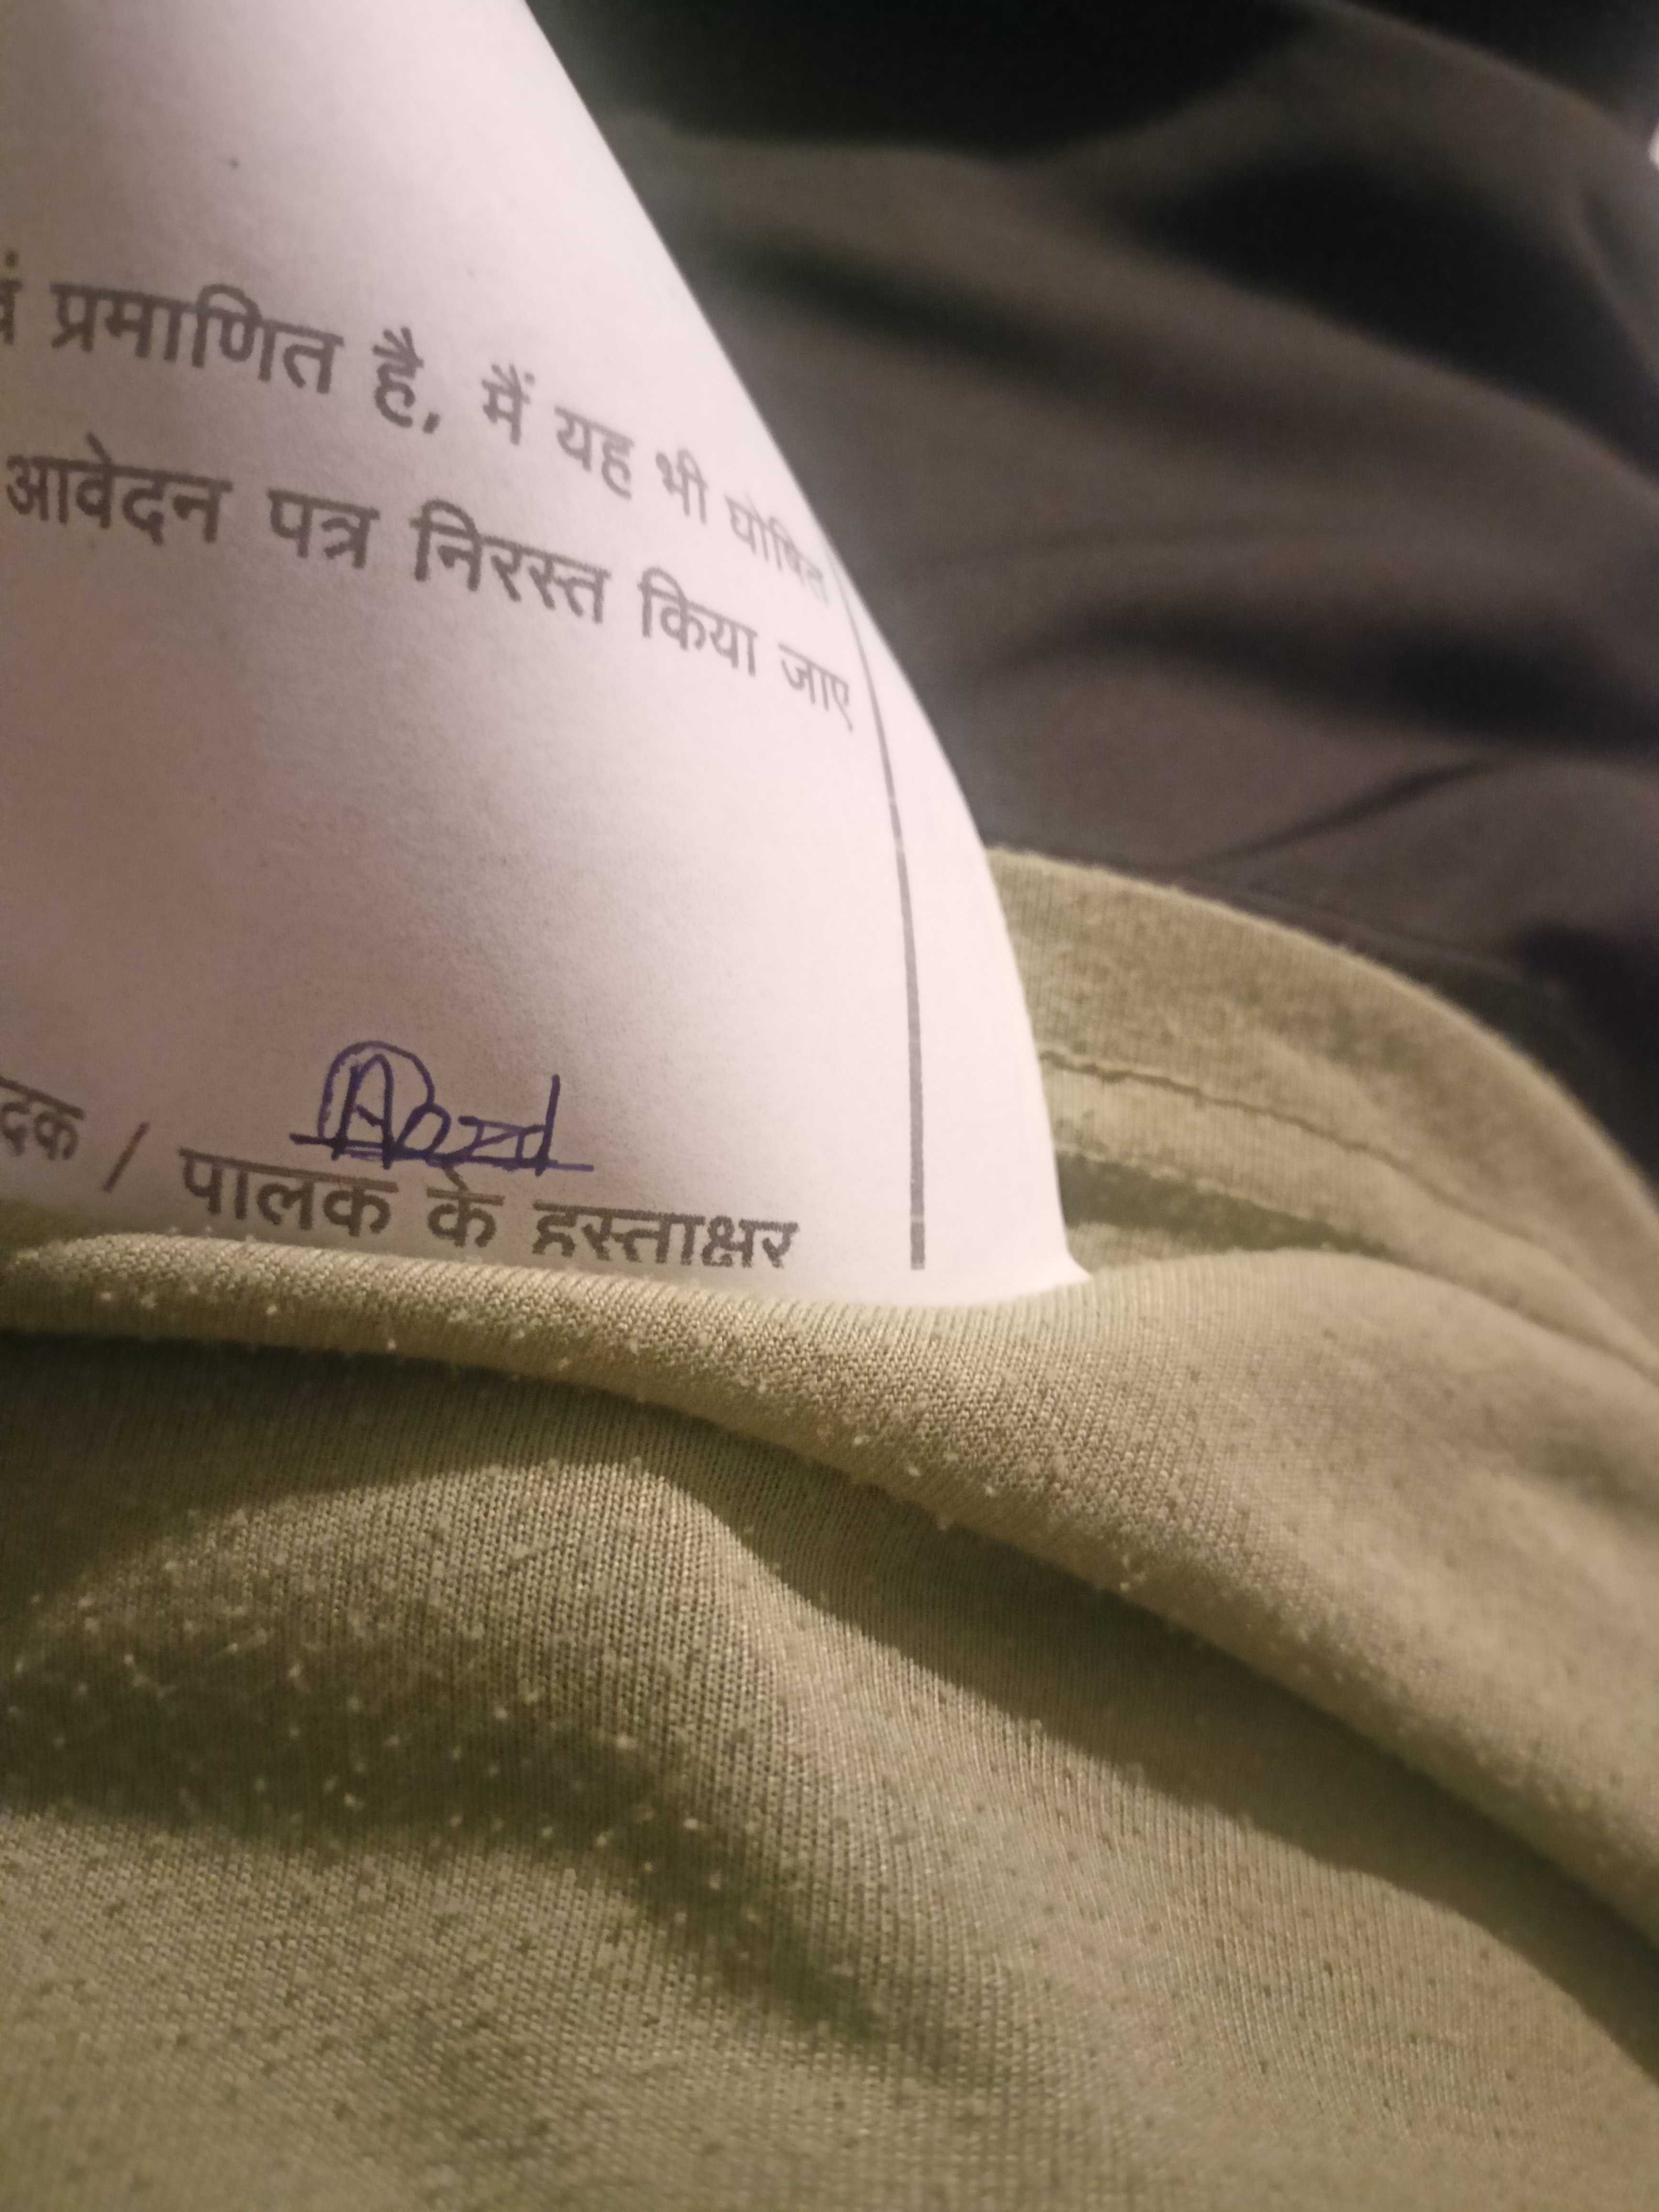 प्रमाणित है, मैं यह भी घोषित
आवेदन पत्र निरस्त किया जाए
/ पालक के हस्ताक्षर